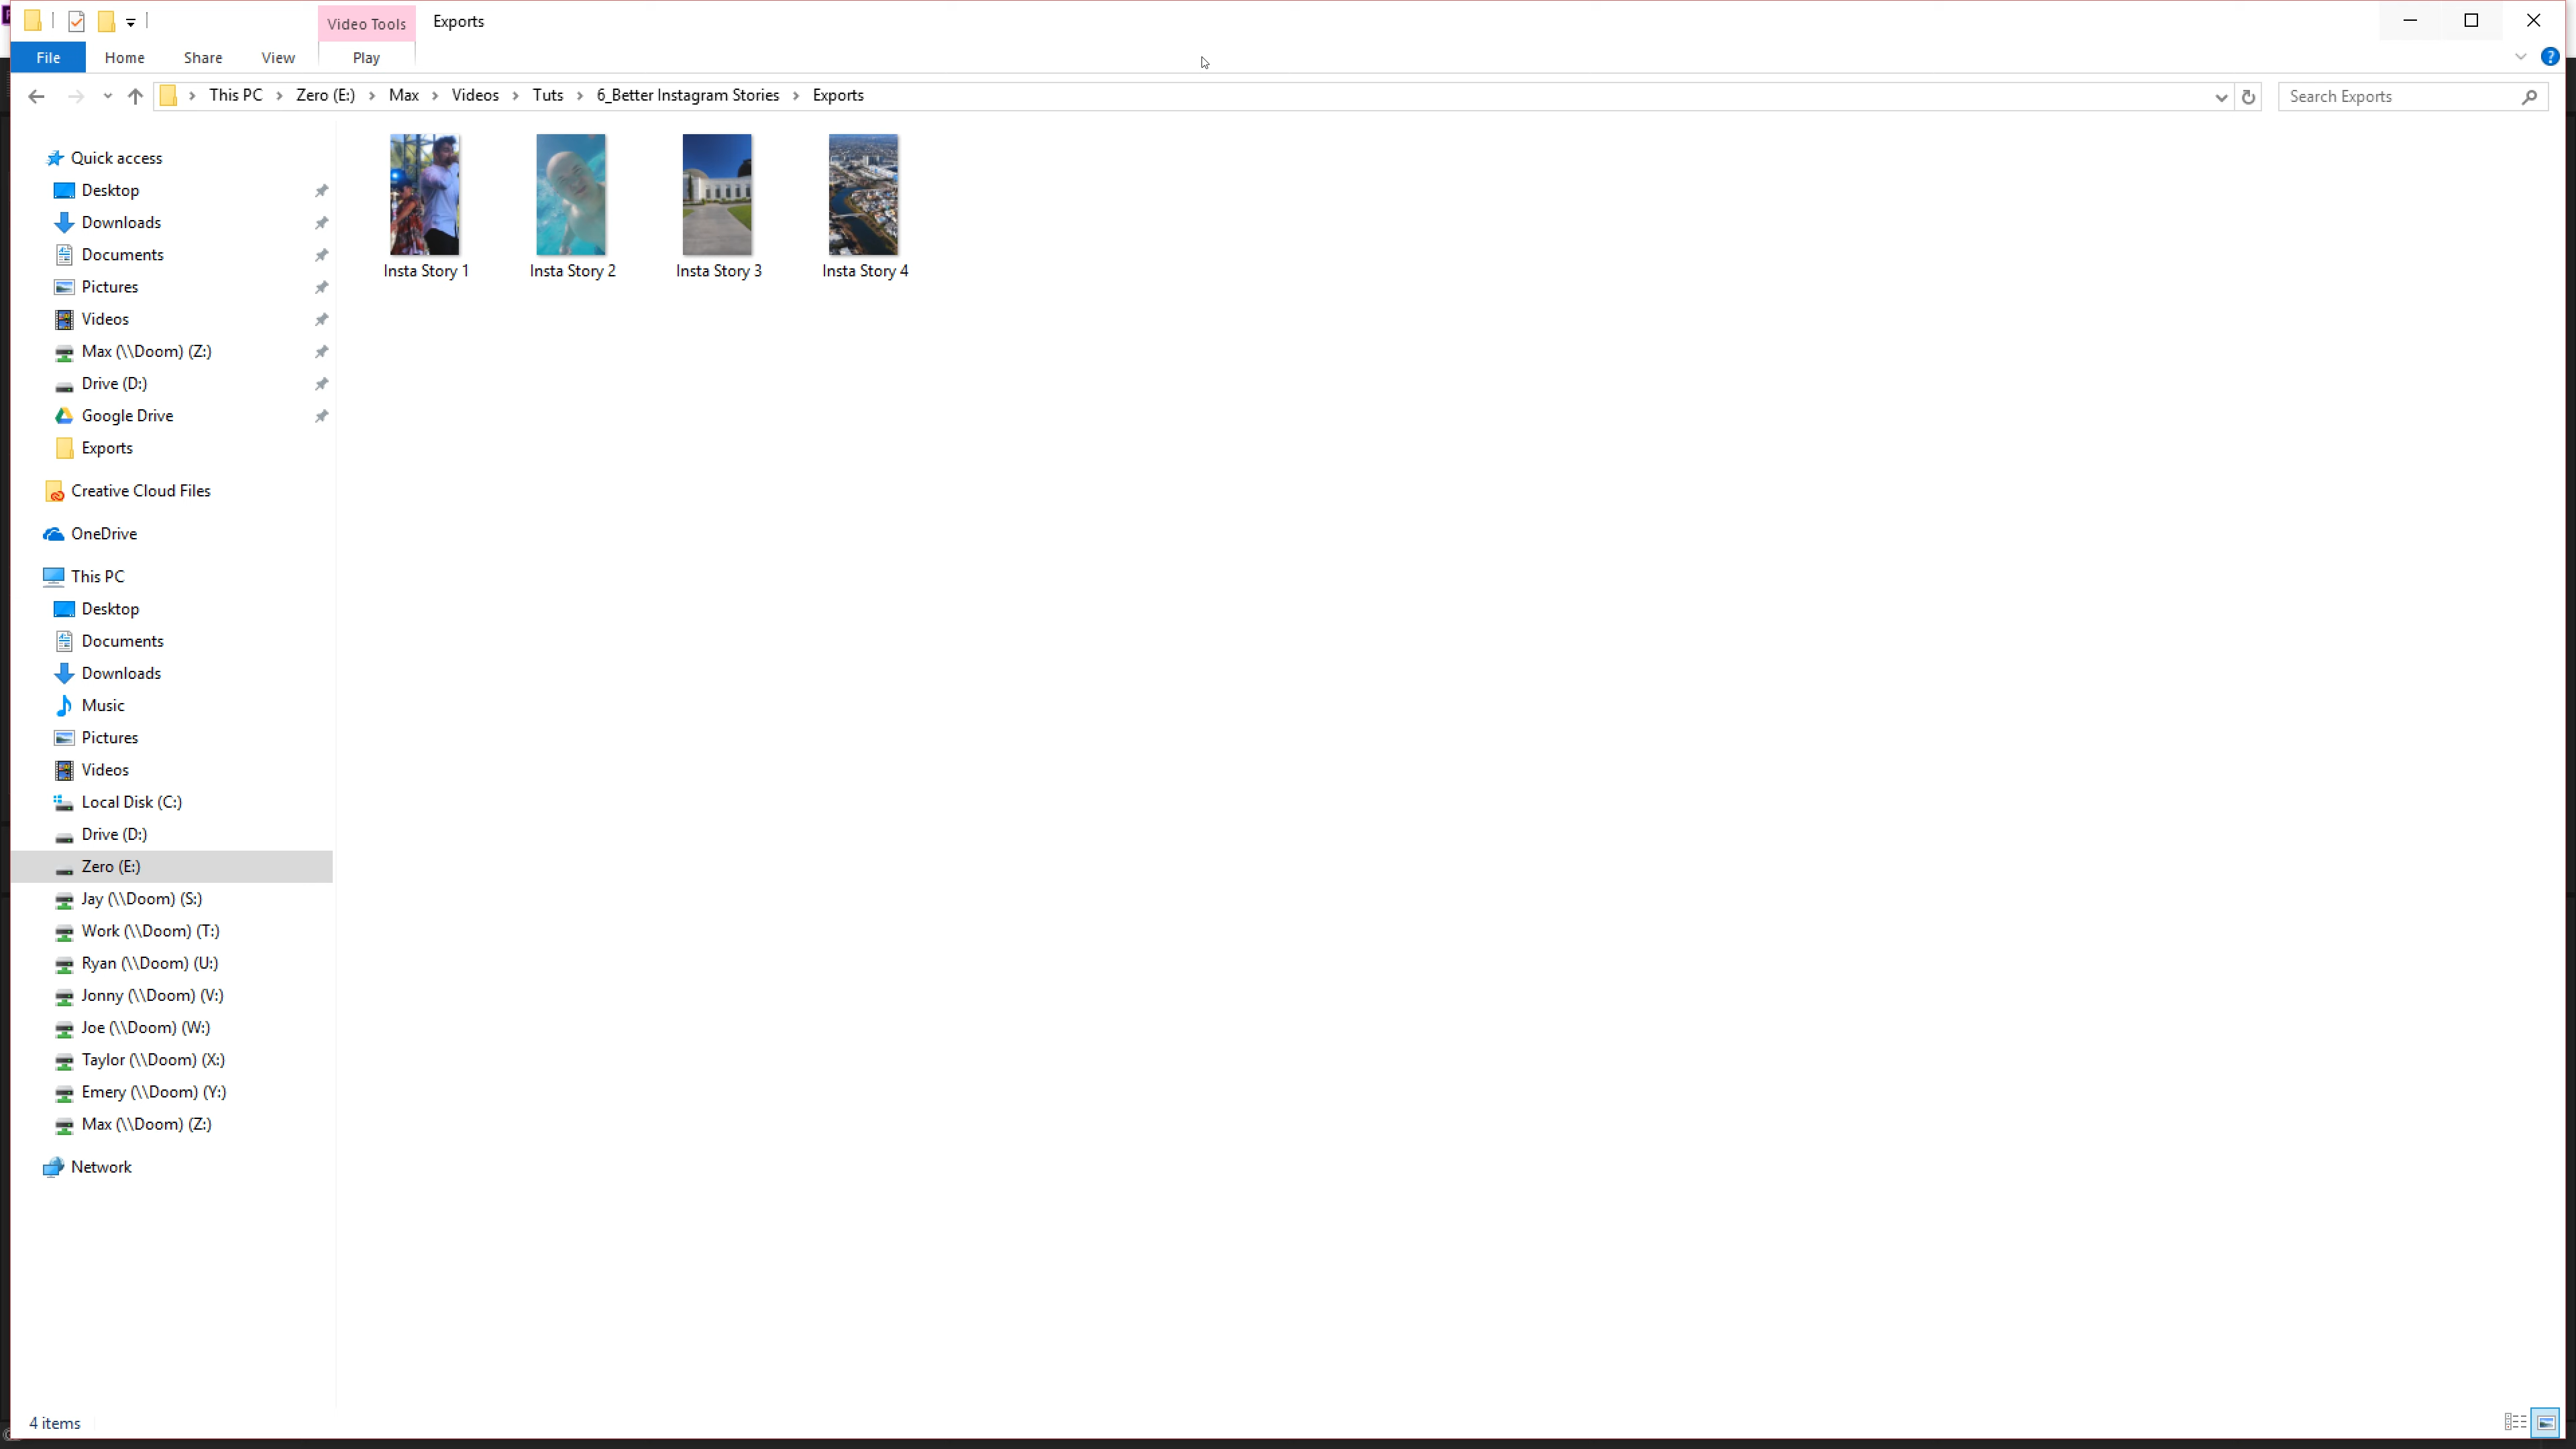 Video Tools Exports
File Home Share View Play
This PC Zero (E:) Max Videos Tuts 6_Better Instagram Stories Exports Search Exports
Quick access
Desktop
Downloads
Documents
Pictures
Videos
Max (\\Doom) (Z:)
Drive (D:)
Google Drive
Exports
Creative Cloud Files
OneDrive
This PC
Desktop
Documents
Downloads
Music
Pictures
Videos
Local Disk (C:)
Drive (D:)
Zero (E:)
Jay (\\Doom) (S:)
Work (\\Doom) (T:)
Ryan (\\Doom) (U:)
Jonny (\\Doom) (V:)
Joe (\\Doom) (W:)
Taylor (\\Doom) (X:)
Emery (\\Doom) (Y:)
Max (\\Doom) (Z:)
Network
Insta Story 1 Insta Story 2 Insta Story 3 Insta Story 4
4 items